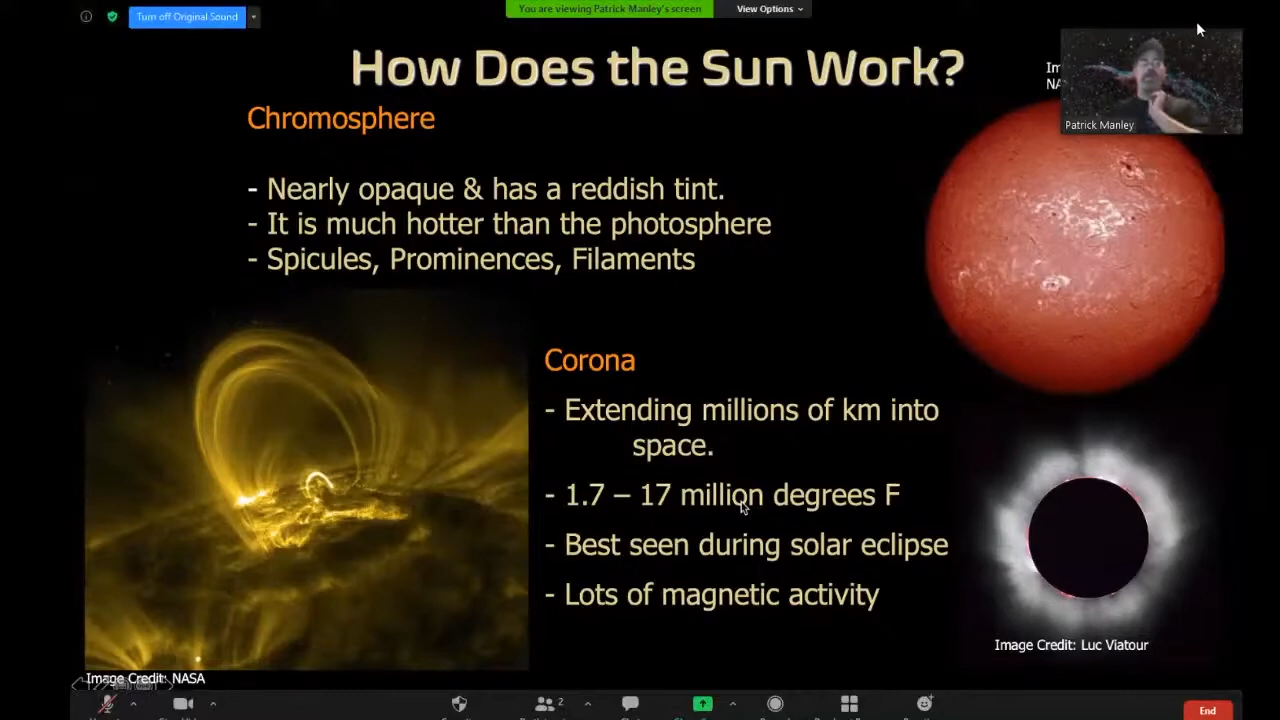 Turn off Original Sound
You are viewing Patrick Manley's screen
View Options
How Does the Sun Work?
Patrick Manley
Chromosphere
- Nearly opaque & has a reddish tint.
- It is much hotter than the photosphere
- Spicules, Prominences, Filaments
Corona
- Extending millions of km into
space.
- 1.7 – 17 million degrees F
- Best seen during solar eclipse
- Lots of magnetic activity
Image Credit: Luc Viatour
Image Credit: NASA
2
End